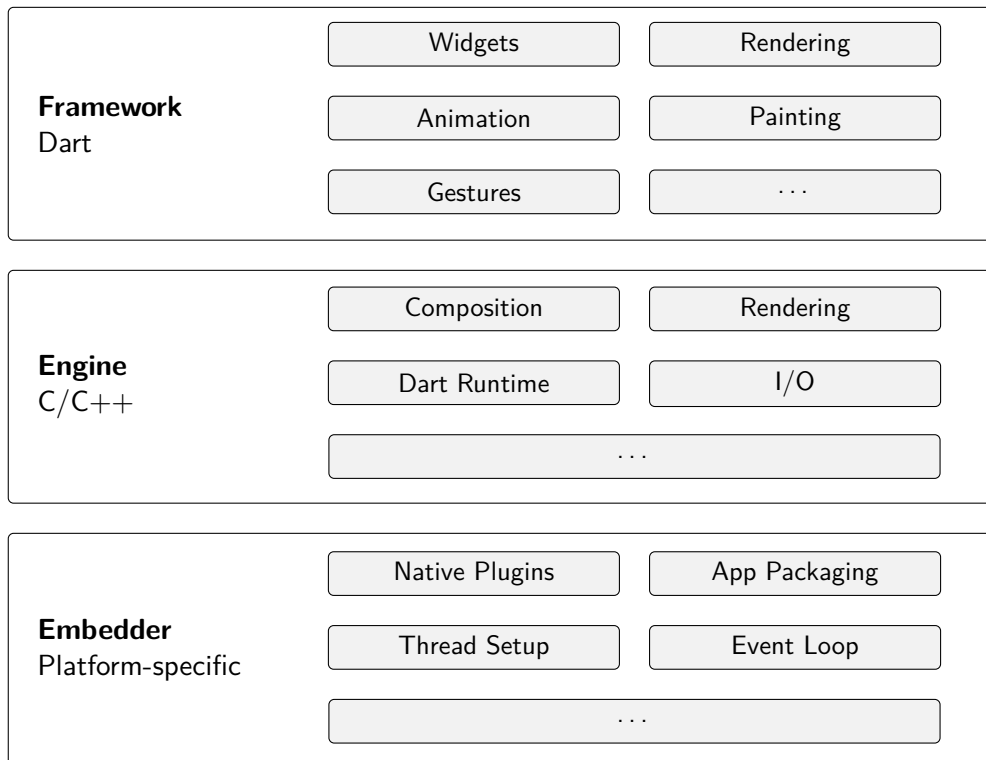 Framework
Dart
Widgets
Rendering
Animation
Painting
Gestures
· · ·
Engine
C/C++
Composition
Rendering
Dart Runtime
I/O
· · ·
Embedder
Platform-specific
Native Plugins
App Packaging
Thread Setup
Event Loop
· · ·